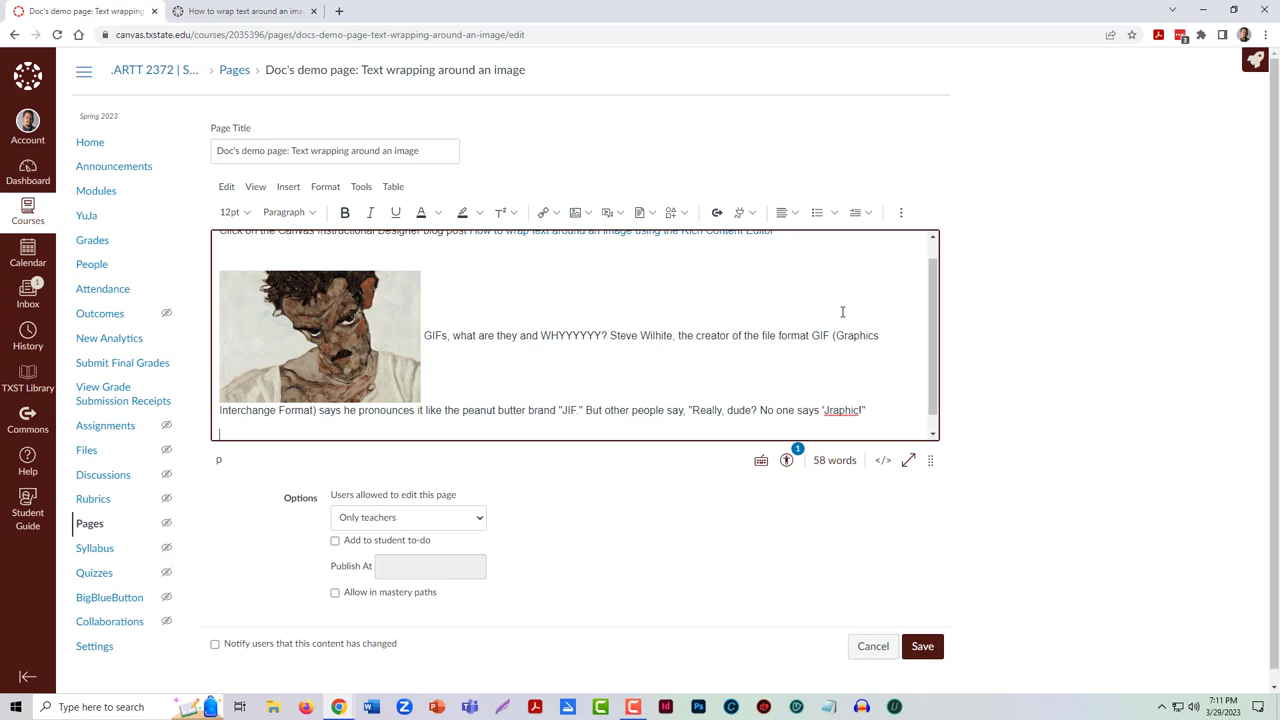 Doc's demo page: Text wrapping
How to wrap text around an image
canvas.txstate.edu/courses/2035396/pages/docs-demo-page-text-wrapping-around-an-image/edit
3
.ARTT 2372 | S...
Pages
Doc's demo page: Text wrapping around an image
Account
Dashboard
Courses
Calendar
1
Inbox
History
TXST Library
Commons
Help
Student
Guide
Spring 2023
Home
Announcements
Modules
YuJa
Grades
People
Attendance
Outcomes
New Analytics
Submit Final Grades
View Grade
Submission Receipts
Assignments
Files
Discussions
Rubrics
Pages
Syllabus
Quizzes
BigBlueButton
Collaborations
Settings
Page Title
Doc's demo page: Text wrapping around an image
Edit View Insert Format Tools Table
12pt Paragraph B I U A T²
Click on the Canvas Instructional Designer blog post How to wrap text around an image using the Rich Content Editor
GIFs, what are they and WHYYYYYY? Steve Wilhite, the creator of the file format GIF (Graphics
Interchange Format) says he pronounces it like the peanut butter brand "JIF." But other people say, "Really, dude? No one says 'Jraphic!"
p
1
58 words </>
Options
Users allowed to edit this page
Only teachers
Add to student to-do
Publish At
Allow in mastery paths
Notify users that this content has changed
Cancel
Save
Type here to search
7:11 PM
3/29/2023